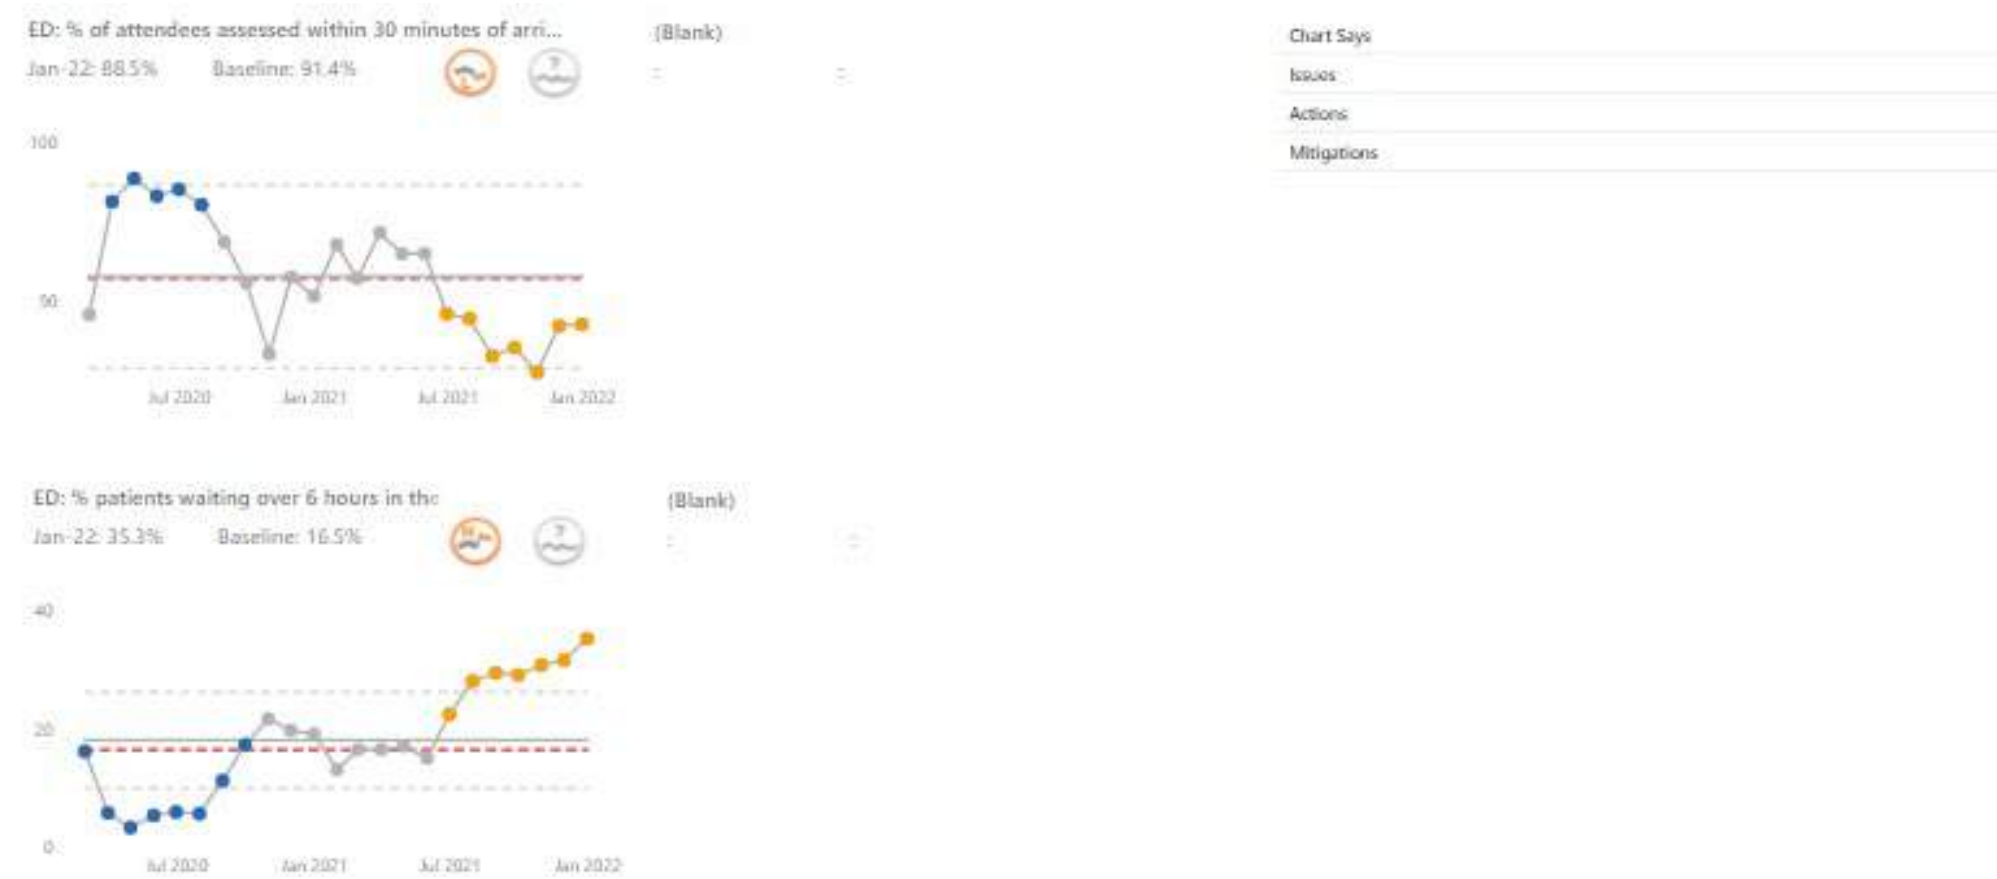 ED: % of attendees assessed within 30 minutes of arri...
(Blank)
Jan-22: 88.5% Baseline: 91.4%
100
90
Jul 2020 Jan 2021 Jul 2021 Jan 2022
Chart Says
Issues
Actions
Mitigations
ED: % patients waiting over 6 hours in the
(Blank)
Jan-22: 35.3% Baseline: 16.5%
40
20
0
Jul 2020 Jan 2021 Jul 2021 Jan 2022